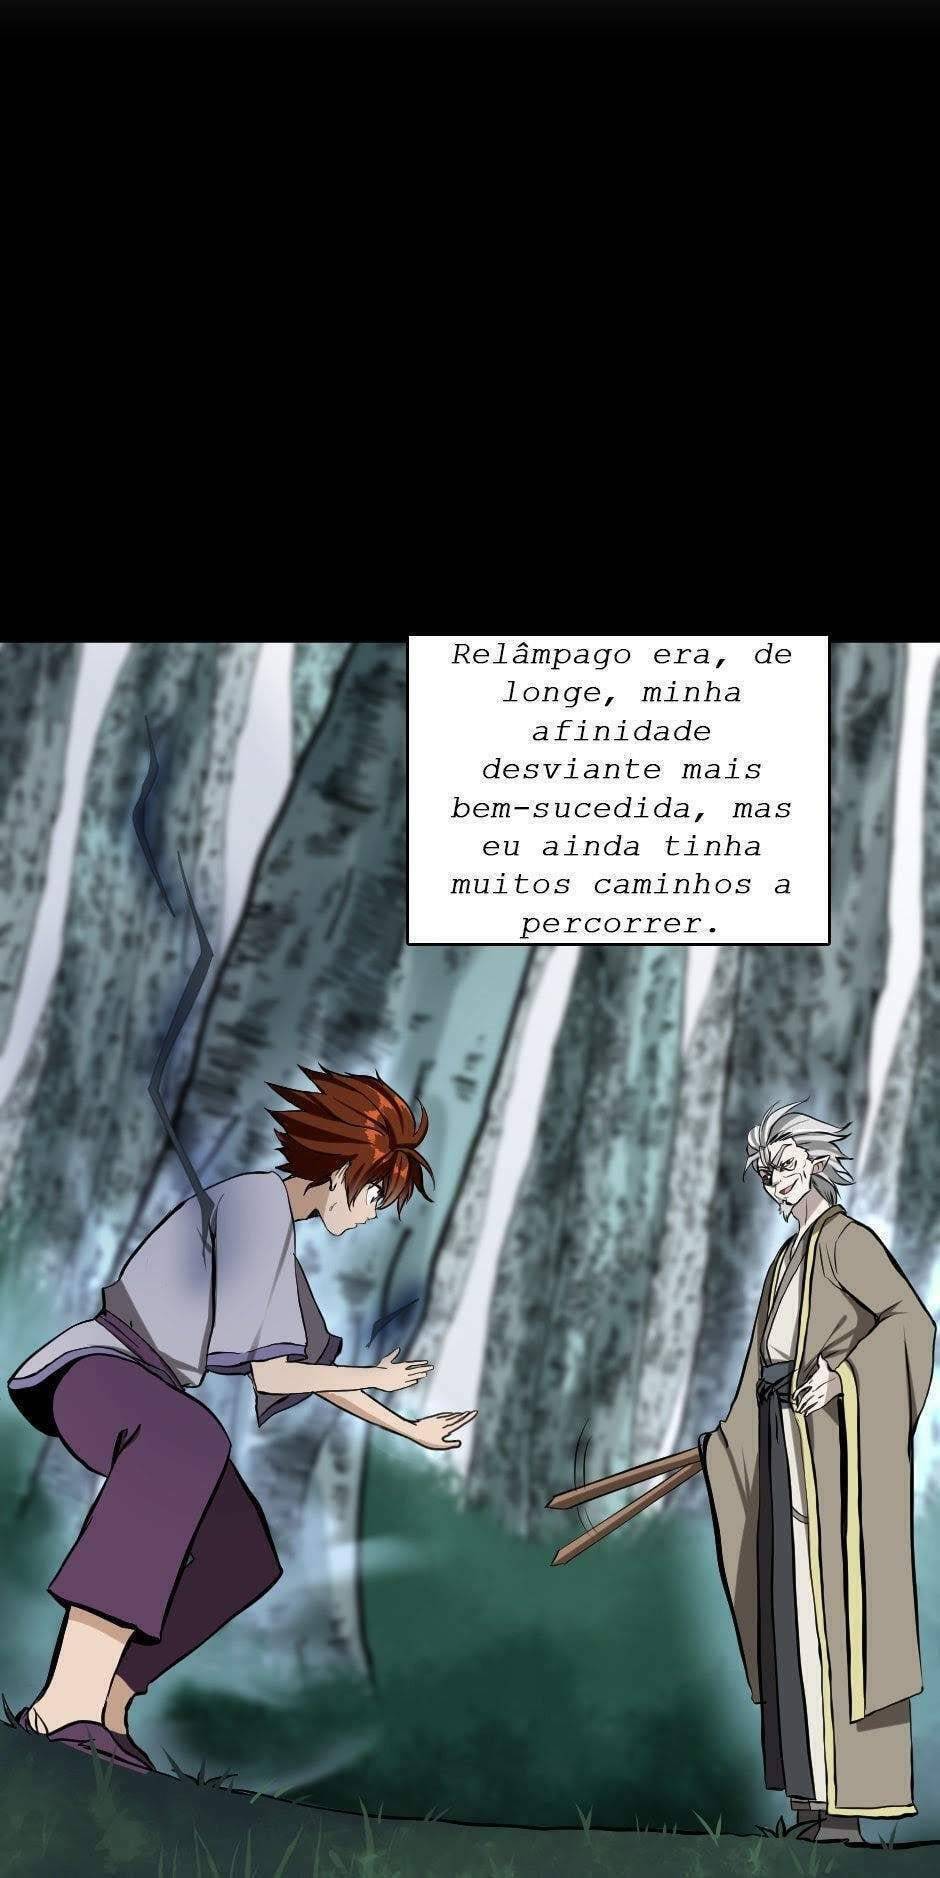 Relâmpago era, de
longe, minha
afinidade
desviante mais
bem-sucedida, mas
eu ainda tinha
muitos caminhos a
percorrer.